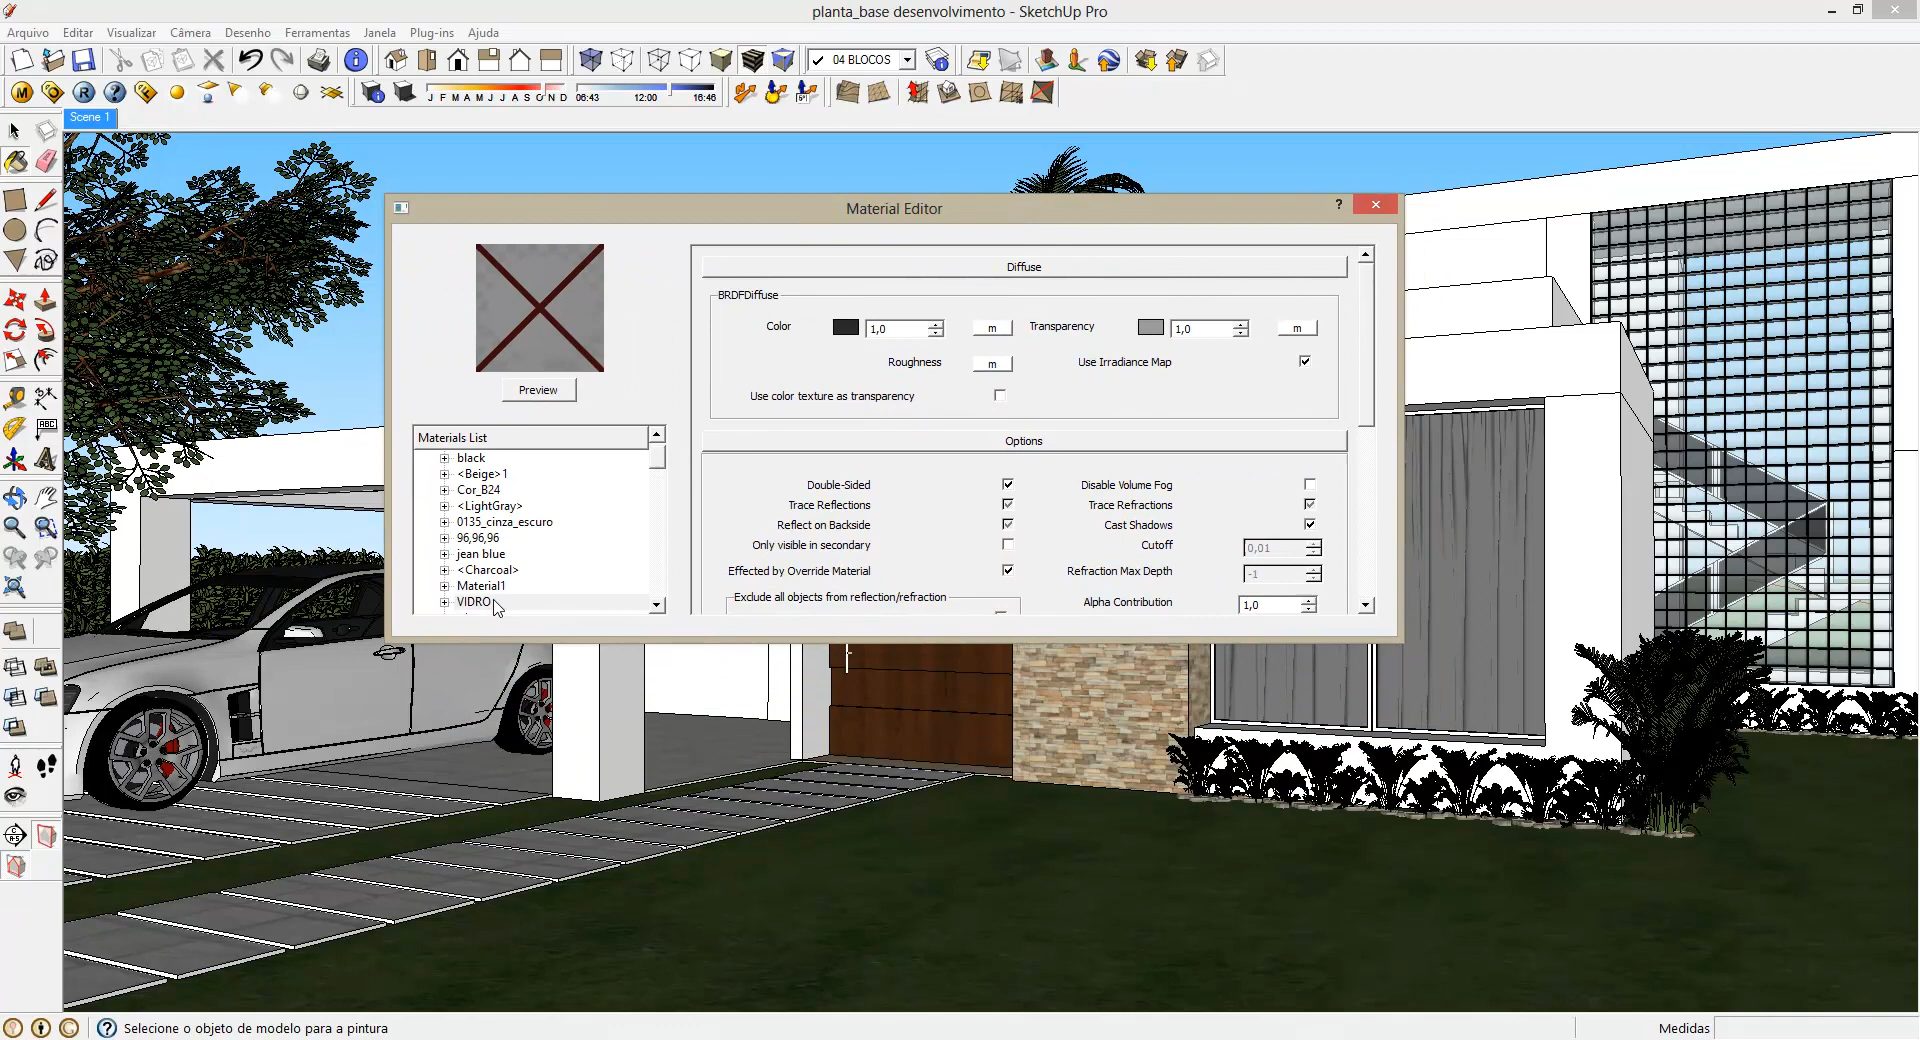 planta_base desenvolvimento - SketchUp Pro
Arquivo Editar Visualizar Câmera Desenho Ferramentas Janela Plug-ins Ajuda
04 BLOCOS
J F M A M J J A S O N D 06:43 12:00 16:46
Scene 1
Material Editor
Diffuse
BRDFDiffuse
Color 1,0 m Transparency 1,0 m
Roughness m Use Irradiance Map
Preview
Use color texture as transparency
Materials List
Options
black
<Beige>1
Cor_B24
<LightGray>
0135_cinza_escuro
96,96,96
jean blue
<Charcoal>
Material1
VIDRO
Double-Sided Disable Volume Fog
Trace Reflections Trace Refractions
Reflect on Backside Cast Shadows
Only visible in secondary Cutoff 0,01
Effected by Override Material Refraction Max Depth -1
Exclude all objects from reflection/refraction
Alpha Contribution 1,0
ABC
Selecione o objeto de modelo para a pintura
Medidas